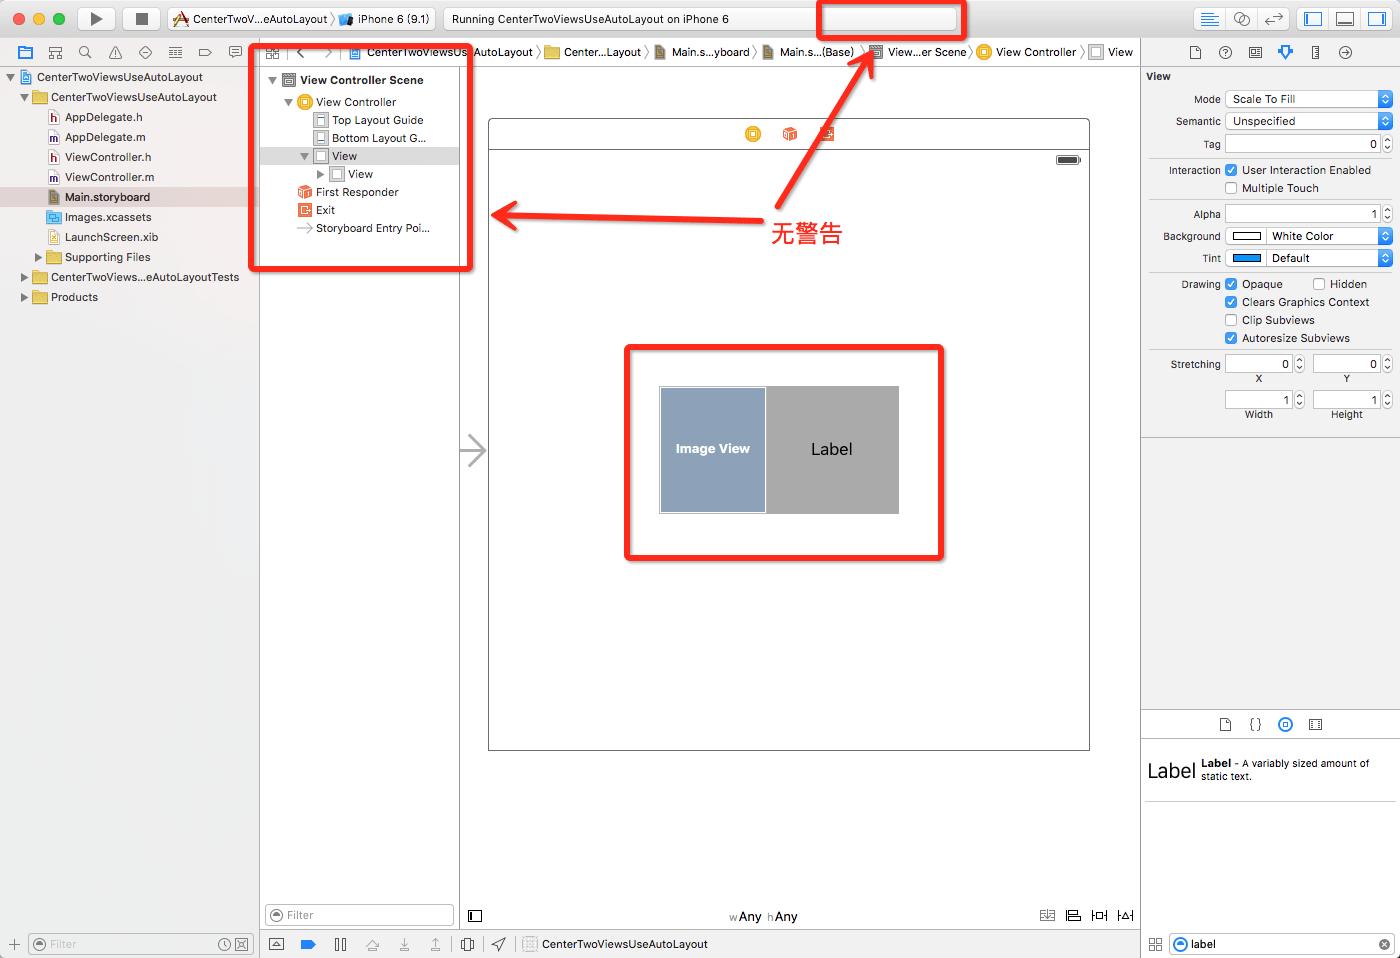 CenterTwoV...eAutoLayout
iPhone 6 (9.1)
Running CenterTwoViewsUseAutoLayout on iPhone 6
CenterTwoViewsUseAutoLayout
CenterTwoViewsUseAutoLayout
AppDelegate.h
AppDelegate.m
ViewController.h
ViewController.m
Main.storyboard
Images.xcassets
LaunchScreen.xib
Supporting Files
CenterTwoViews...eAutoLayoutTests
Products
Filter
CenterTwoViewsUseAutoLayout
Center...Layout
Main.s...yboard
Main.s...(Base)
View...er Scene
View Controller
View
View Controller Scene
View Controller
Top Layout Guide
Bottom Layout G...
View
View
First Responder
Exit
Storyboard Entry Poi...
Filter
无警告
Image View
Label
wAny hAny
CenterTwoViewsUseAutoLayout
View
Mode Scale To Fill
Semantic Unspecified
Tag 0
Interaction User Interaction Enabled
Multiple Touch
Alpha 1
Background White Color
Tint Default
Drawing Opaque Hidden
Clears Graphics Context
Clip Subviews
Autoresize Subviews
Stretching 0 0
X Y
1 1
Width Height
Label Label - A variably sized amount of
static text.
label